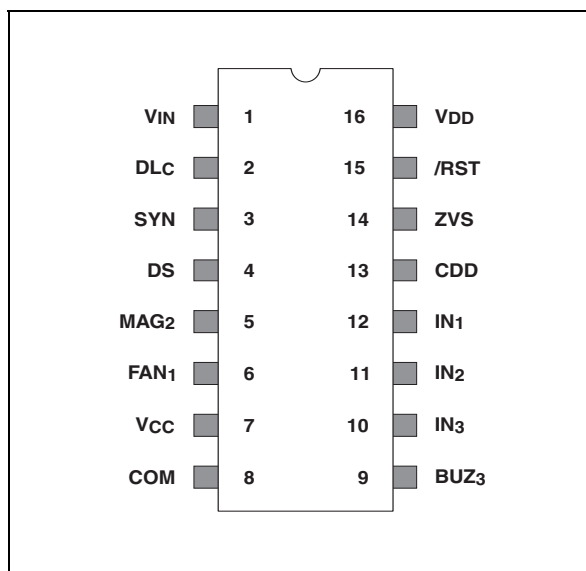 VIN 1 16 VDD
DLC 2 15 /RST
SYN 3 14 ZVS
DS 4 13 CDD
MAG2 5 12 IN1
FAN1 6 11 IN2
VCC 7 10 IN3
COM 8 9 BUZ3